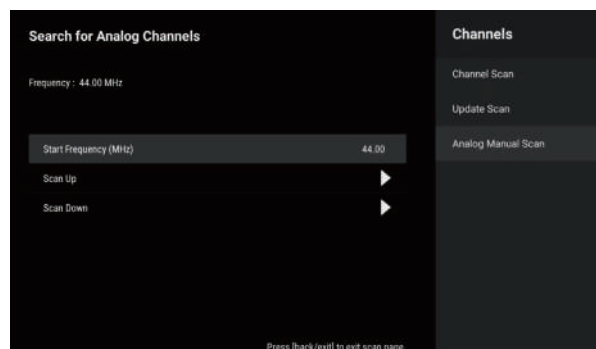 Search for Analog Channels
Frequency : 44.00 MHz
Start Frequency (MHz) 44.00
Scan Up
Scan Down
Press [back/exit] to exit scan page
Channels
Channel Scan
Update Scan
Analog Manual Scan